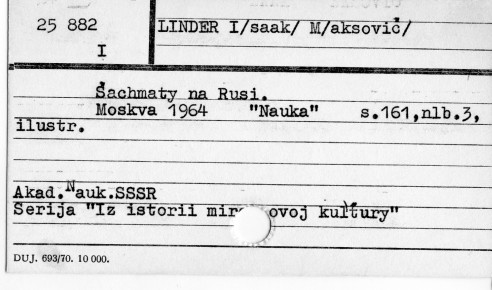 25 882
LINDER I/saak/ M/aksovič/
I
Šachmaty na Rusi.
Moskva 1964 "Nauka" s.161,nlb.3,
ilustr.
Akad.Nauk.SSSR
Serija "Iz istorii ovoj kultury"
DUJ. 693/70. 10 000.